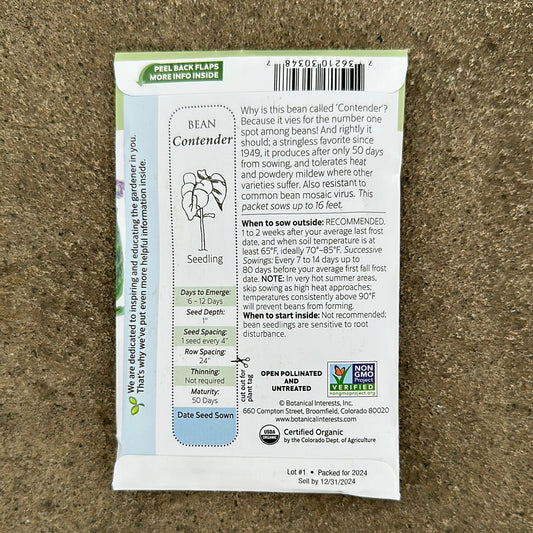 PEEL BACK FLAPS
MORE INFO INSIDE
7 36210 30348 7
We are dedicated to inspiring and educating the gardener in you.
That's why we've put even more helpful information inside.
BEAN
Contender
Seedling
Days to Emerge:
6 – 12 Days
Seed Depth:
1"
Seed Spacing:
1 seed every 4"
Row Spacing:
24"
Thinning:
Not required
Maturity:
50 Days
Date Seed Sown
cut out for
plant tag
Why is this bean called 'Contender'?
Because it vies for the number one
spot among beans! And rightly it
should; a stringless favorite since
1949, it produces after only 50 days
from sowing, and tolerates heat
and powdery mildew where other
varieties suffer. Also resistant to
common bean mosaic virus. This
packet sows up to 16 feet.
When to sow outside: RECOMMENDED.
1 to 2 weeks after your average last frost
date, and when soil temperature is at
least 65°F, ideally 70°–85°F. Successive
Sowings: Every 7 to 14 days up to
80 days before your average first fall frost
date. NOTE: In very hot summer areas,
skip sowing as high heat approaches;
temperatures consistently above 90°F
will prevent beans from forming.
When to start inside: Not recommended;
bean seedlings are sensitive to root
disturbance.
OPEN POLLINATED
AND
UNTREATED
NON
GMO
Project
VERIFIED
nongmoproject.org
© Botanical Interests, Inc.
660 Compton Street, Broomfield, Colorado 80020
www.botanicalinterests.com
USDA
ORGANIC
Certified Organic
by the Colorado Dept. of Agriculture
Lot #1 • Packed for 2024
Sell by 12/31/2024